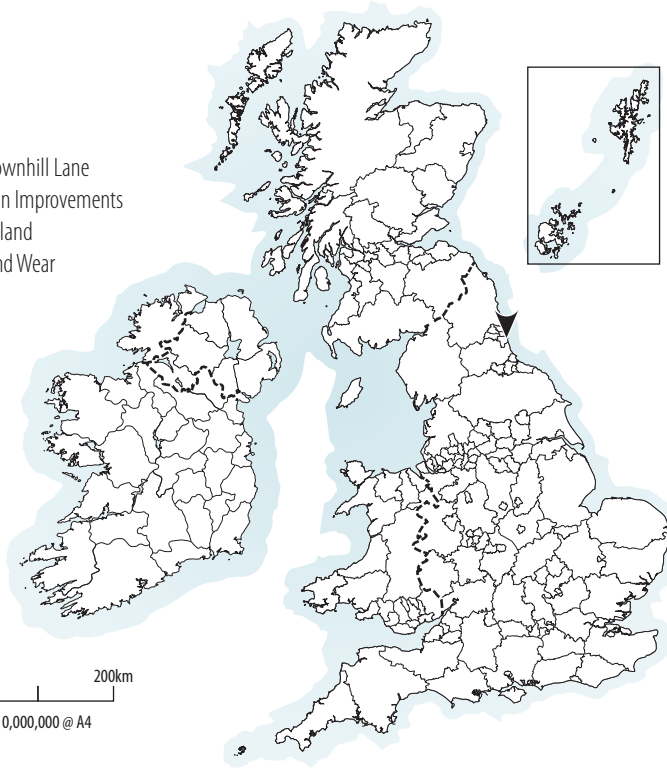 ownhill Lane
n Improvements
land
nd Wear
200km
0,000,000 @ A4